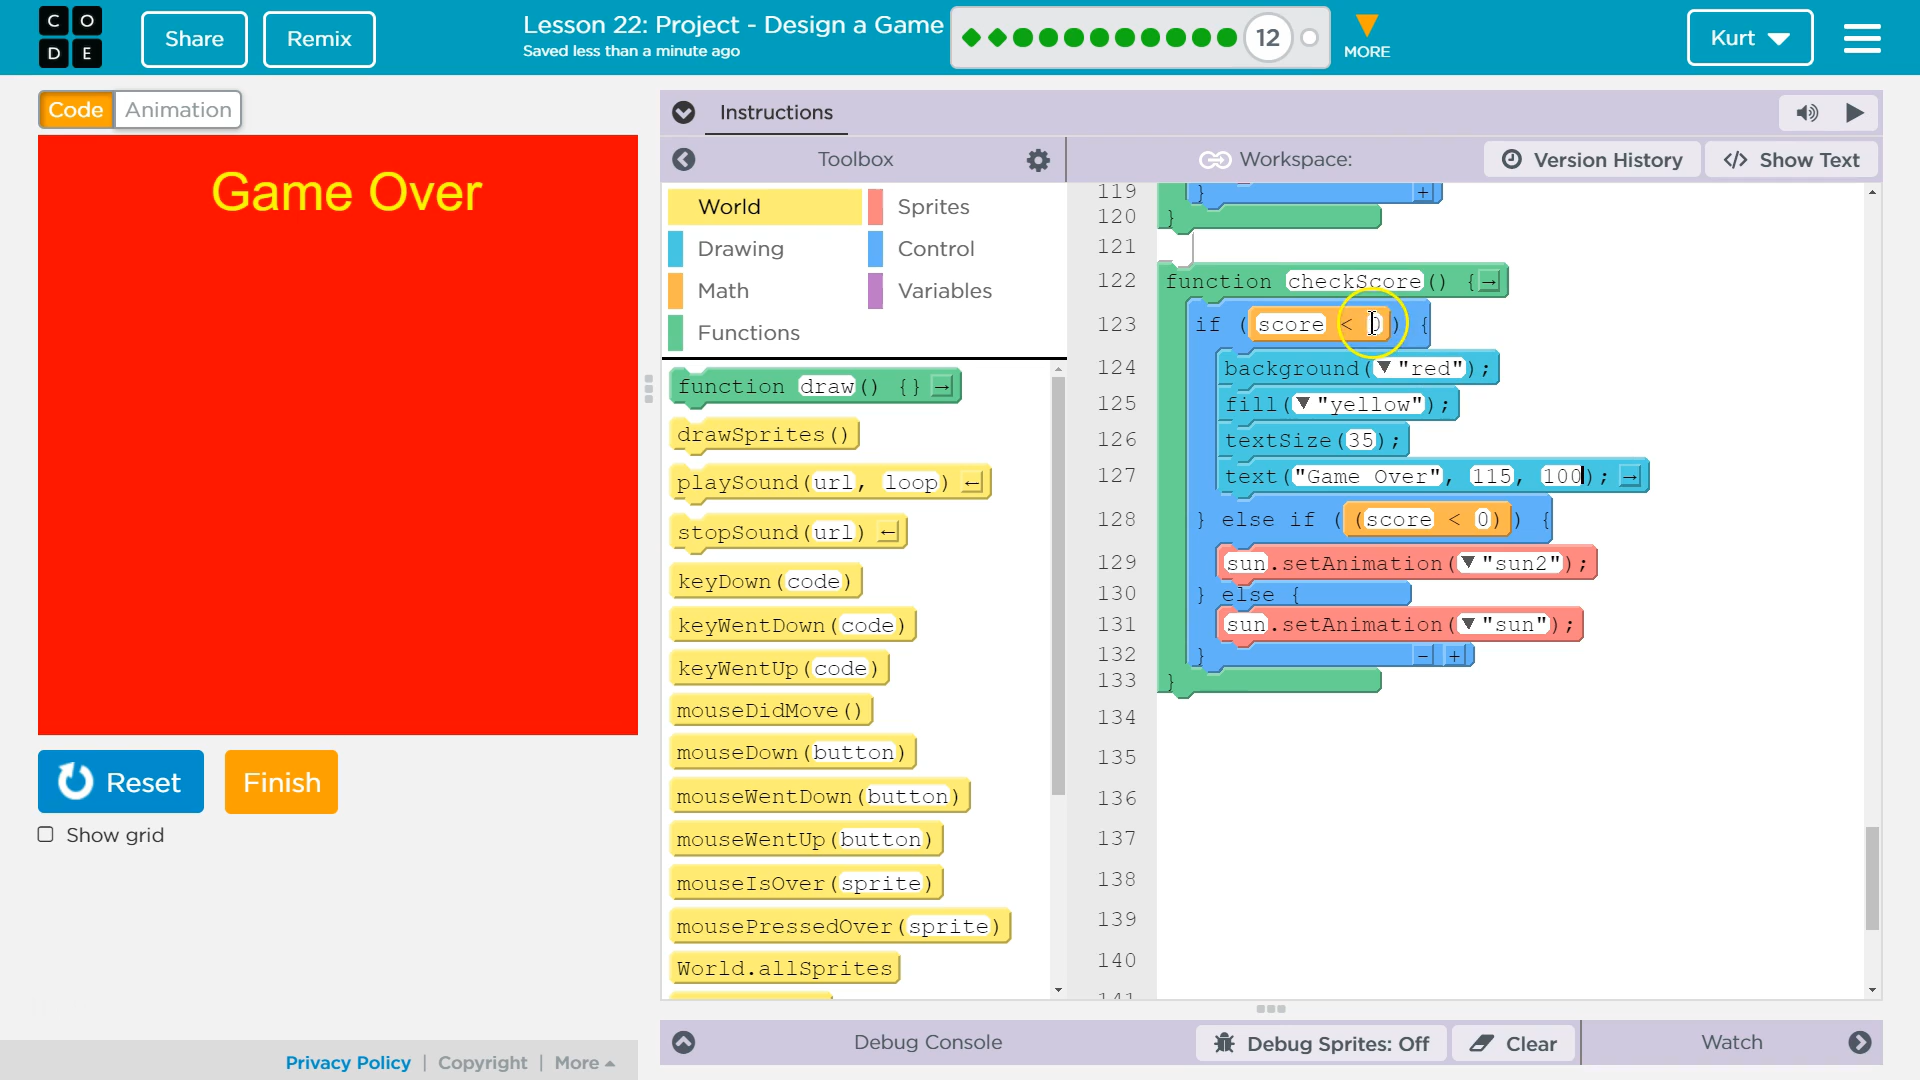 C O D E
Share
Remix
Lesson 22: Project - Design a Game
Saved less than a minute ago
12
MORE
Kurt
Code
Animation
Game Over
Reset
Finish
Show grid
Privacy Policy | Copyright | More
Instructions
Toolbox
World
Sprites
Drawing
Control
Math
Variables
Functions
function draw() {}
drawSprites()
playSound(url, loop)
stopSound(url)
keyDown(code)
keyWentDown(code)
keyWentUp(code)
mouseDidMove()
mouseDown(button)
mouseWentDown(button)
mouseWentUp(button)
mouseIsOver(sprite)
mousePressedOver(sprite)
World.allSprites
Workspace:
Version History
</> Show Text
119 } +
120 }
121
122 function checkScore() {
123 if (score < 0) {
124 background("red");
125 fill("yellow");
126 textSize(35);
127 text("Game Over", 115, 100);
128 } else if ((score < 0)) {
129 sun.setAnimation("sun2");
130 } else {
131 sun.setAnimation("sun");
132 } - +
133 }
134
135
136
137
138
139
140
141
Debug Console
Debug Sprites: Off
Clear
Watch